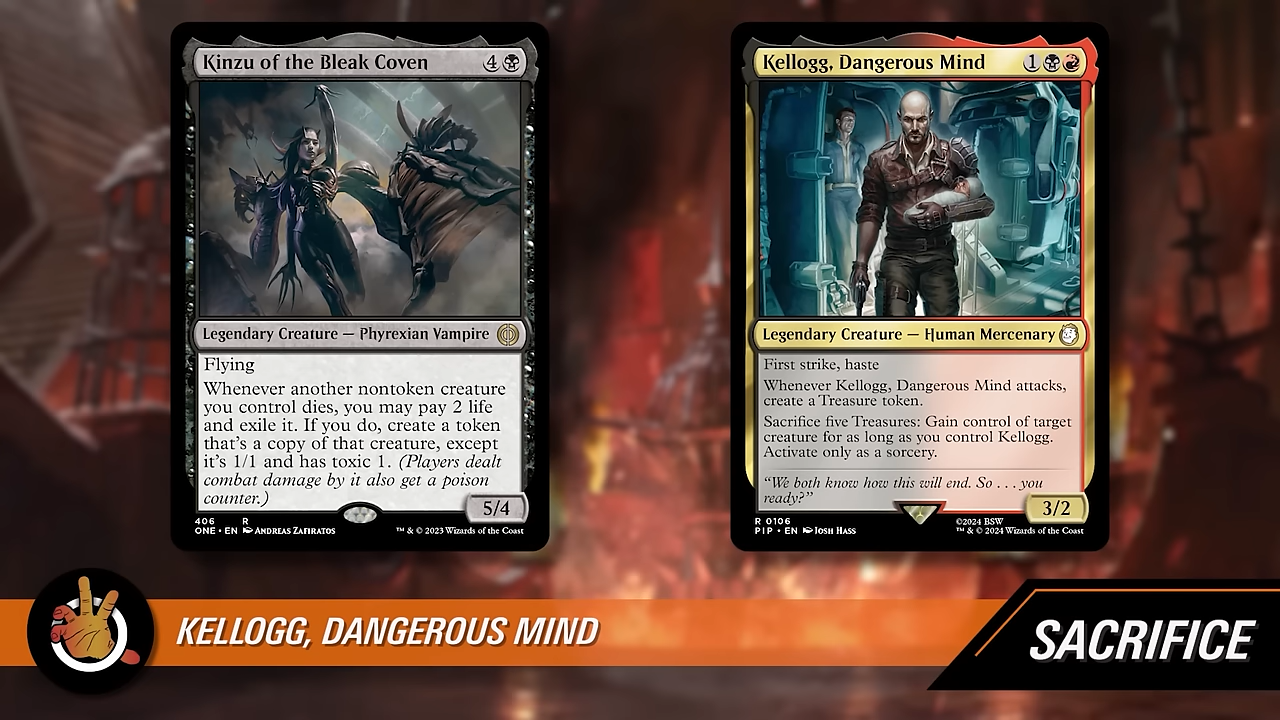 Kinzu of the Bleak Coven 4
Legendary Creature — Phyrexian Vampire
Flying
Whenever another nontoken creature
you control dies, you may pay 2 life
and exile it. If you do, create a token
that's a copy of that creature, except
it's 1/1 and has toxic 1. (Players dealt
combat damage by it also get a poison
counter.)
5/4
406 R
ONE • EN ANDREAS ZAFIRATOS
™ & © 2023 Wizards of the Coast
Kellogg, Dangerous Mind 1
Legendary Creature — Human Mercenary
First strike, haste
Whenever Kellogg, Dangerous Mind attacks,
create a Treasure token.
Sacrifice five Treasures: Gain control of target
creature for as long as you control Kellogg.
Activate only as a sorcery.
“We both know how this will end. So . . . you
ready?”
3/2
R 0106
PIP • EN JOSH HASS
©2024 BSW
™ & © 2024 Wizards of the Coast
KELLOGG, DANGEROUS MIND
SACRIFICE